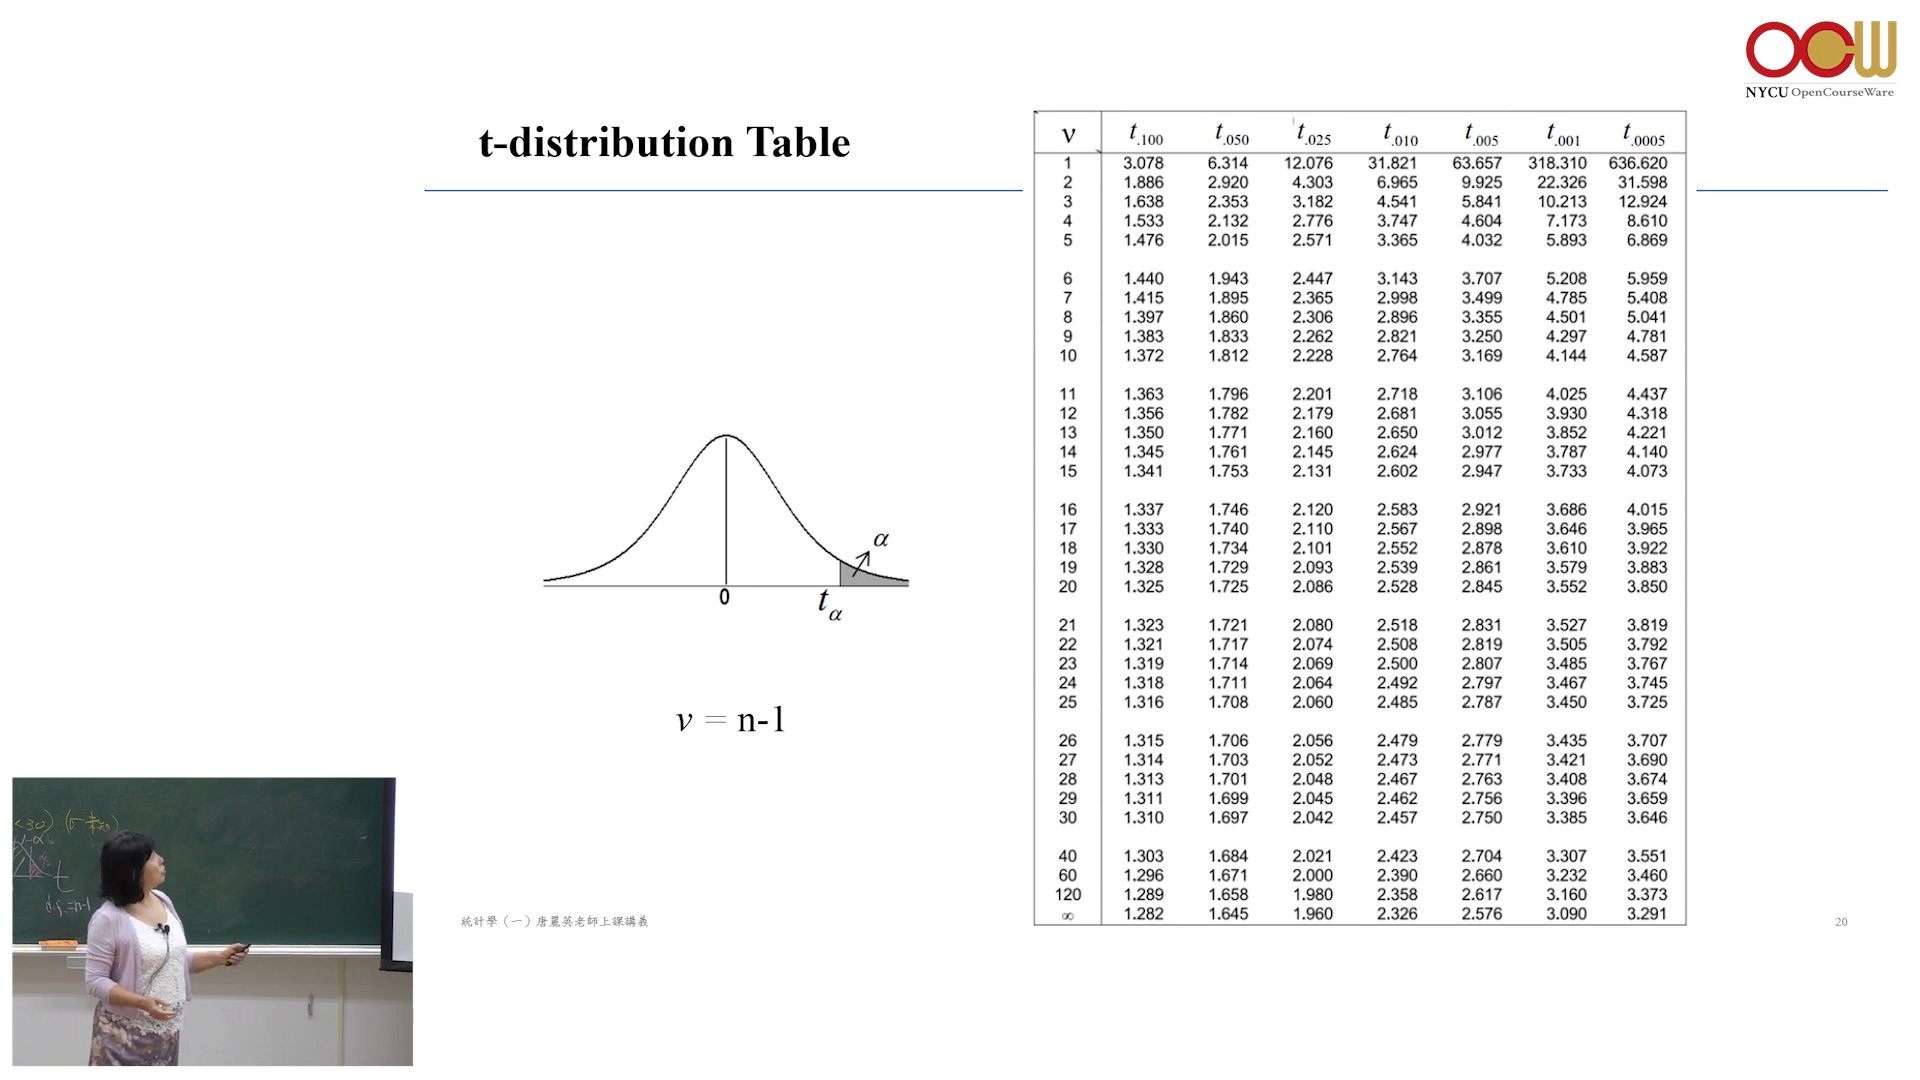 OCW
NYCU OpenCourseWare
t-distribution Table
ν t.100 t.050 t.025 t.010 t.005 t.001 t.0005
1 3.078 6.314 12.076 31.821 63.657 318.310 636.620
2 1.886 2.920 4.303 6.965 9.925 22.326 31.598
3 1.638 2.353 3.182 4.541 5.841 10.213 12.924
4 1.533 2.132 2.776 3.747 4.604 7.173 8.610
5 1.476 2.015 2.571 3.365 4.032 5.893 6.869
6 1.440 1.943 2.447 3.143 3.707 5.208 5.959
7 1.415 1.895 2.365 2.998 3.499 4.785 5.408
8 1.397 1.860 2.306 2.896 3.355 4.501 5.041
9 1.383 1.833 2.262 2.821 3.250 4.297 4.781
10 1.372 1.812 2.228 2.764 3.169 4.144 4.587
11 1.363 1.796 2.201 2.718 3.106 4.025 4.437
12 1.356 1.782 2.179 2.681 3.055 3.930 4.318
13 1.350 1.771 2.160 2.650 3.012 3.852 4.221
14 1.345 1.761 2.145 2.624 2.977 3.787 4.140
15 1.341 1.753 2.131 2.602 2.947 3.733 4.073
16 1.337 1.746 2.120 2.583 2.921 3.686 4.015
17 1.333 1.740 2.110 2.567 2.898 3.646 3.965
18 1.330 1.734 2.101 2.552 2.878 3.610 3.922
19 1.328 1.729 2.093 2.539 2.861 3.579 3.883
20 1.325 1.725 2.086 2.528 2.845 3.552 3.850
21 1.323 1.721 2.080 2.518 2.831 3.527 3.819
22 1.321 1.717 2.074 2.508 2.819 3.505 3.792
23 1.319 1.714 2.069 2.500 2.807 3.485 3.767
24 1.318 1.711 2.064 2.492 2.797 3.467 3.745
25 1.316 1.708 2.060 2.485 2.787 3.450 3.725
26 1.315 1.706 2.056 2.479 2.779 3.435 3.707
27 1.314 1.703 2.052 2.473 2.771 3.421 3.690
28 1.313 1.701 2.048 2.467 2.763 3.408 3.674
29 1.311 1.699 2.045 2.462 2.756 3.396 3.659
30 1.310 1.697 2.042 2.457 2.750 3.385 3.646
40 1.303 1.684 2.021 2.423 2.704 3.307 3.551
60 1.296 1.671 2.000 2.390 2.660 3.232 3.460
120 1.289 1.658 1.980 2.358 2.617 3.160 3.373
∞ 1.282 1.645 1.960 2.326 2.576 3.090 3.291
α
0 tα
ν = n-1
<30) (σ未知)
1-α
t
d.f.=n-1
統計學（一）唐麗英老師上課講義
20